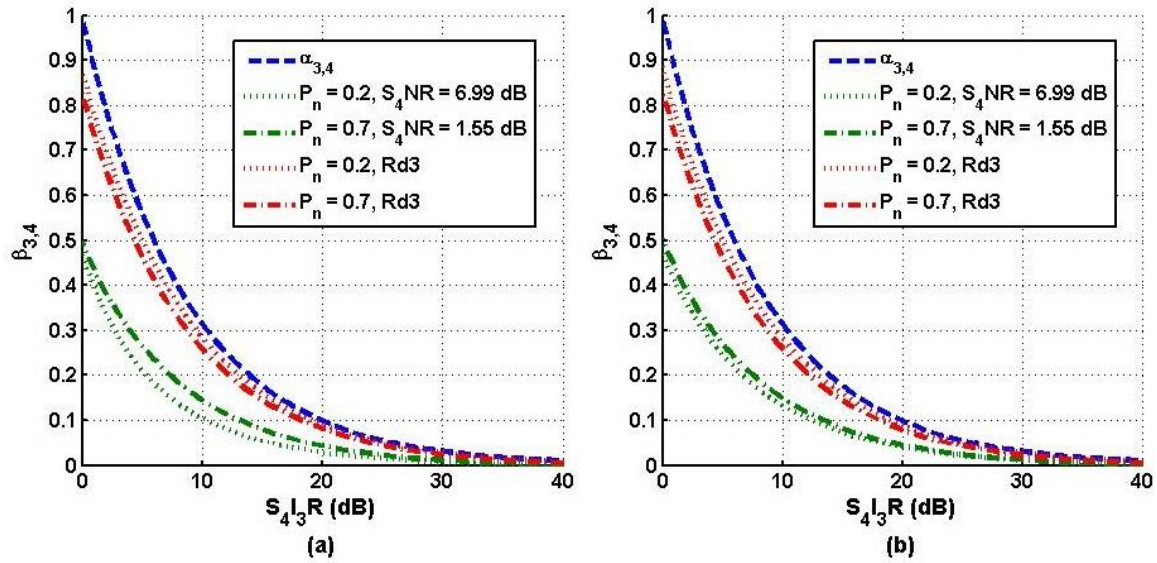 1
0.9
0.8
0.7
0.6
0.5
0.4
0.3
0.2
0.1
0
β3,4
α3,4
Pn = 0.2, S4NR = 6.99 dB
Pn = 0.7, S4NR = 1.55 dB
Pn = 0.2, Rd3
Pn = 0.7, Rd3
0 10 20 30 40
S4I3R (dB)
(a)
1
0.9
0.8
0.7
0.6
0.5
0.4
0.3
0.2
0.1
0
β3,4
α3,4
Pn = 0.2, S4NR = 6.99 dB
Pn = 0.7, S4NR = 1.55 dB
Pn = 0.2, Rd3
Pn = 0.7, Rd3
0 10 20 30 40
S4I3R (dB)
(b)